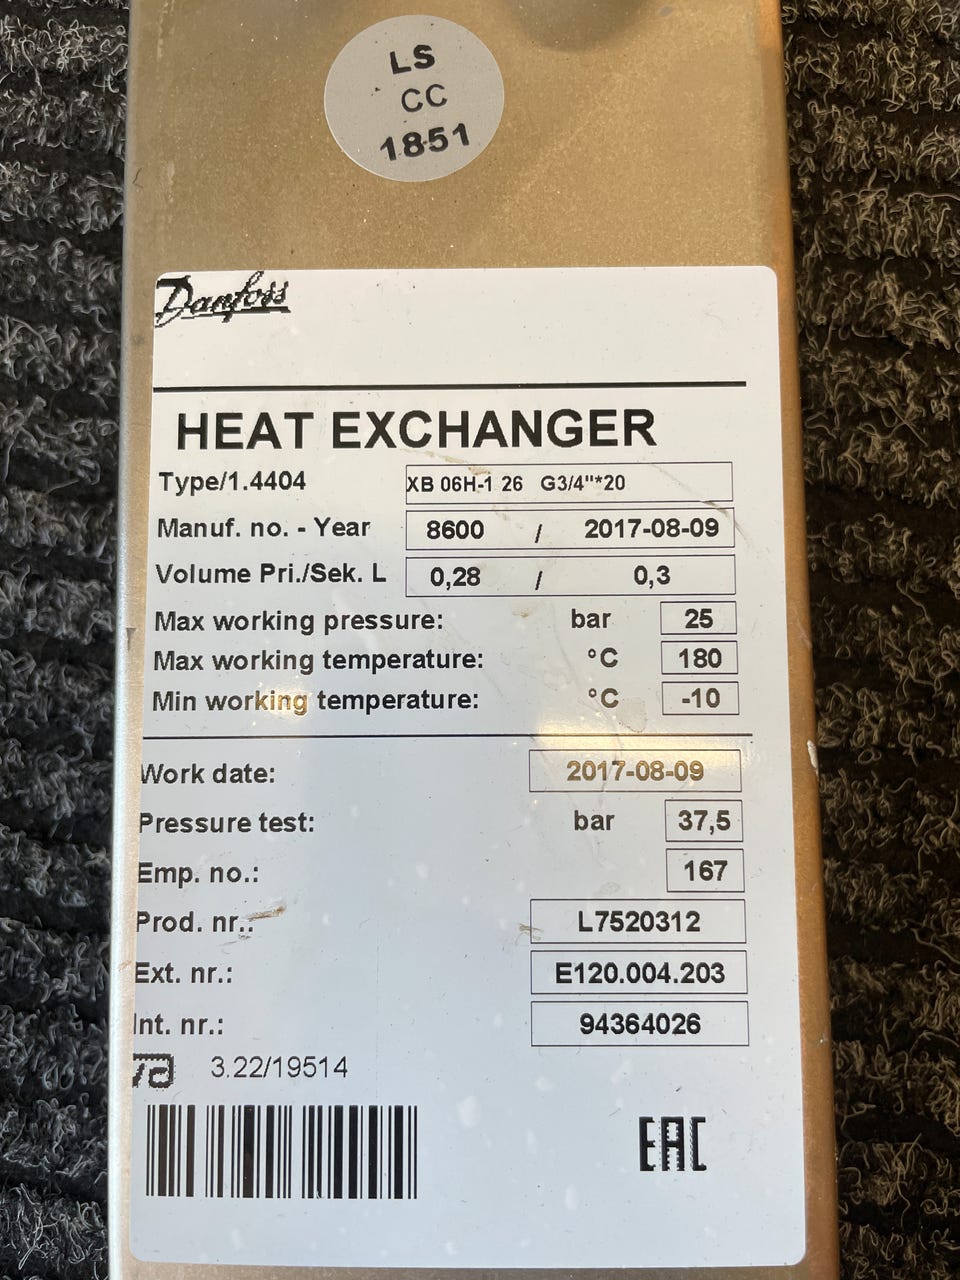 LS
CC
1851
Danfoss
HEAT EXCHANGER
Type/1.4404 XB 06H-1 26 G3/4"*20
Manuf. no. - Year 8600 / 2017-08-09
Volume Pri./Sek. L 0,28 / 0,3
Max working pressure: bar 25
Max working temperature: °C 180
Min working temperature: °C -10
Work date: 2017-08-09
Pressure test: bar 37,5
Emp. no.: 167
Prod. nr.: L7520312
Ext. nr.: E120.004.203
Int. nr.: 94364026
va 3.22/19514
EAC